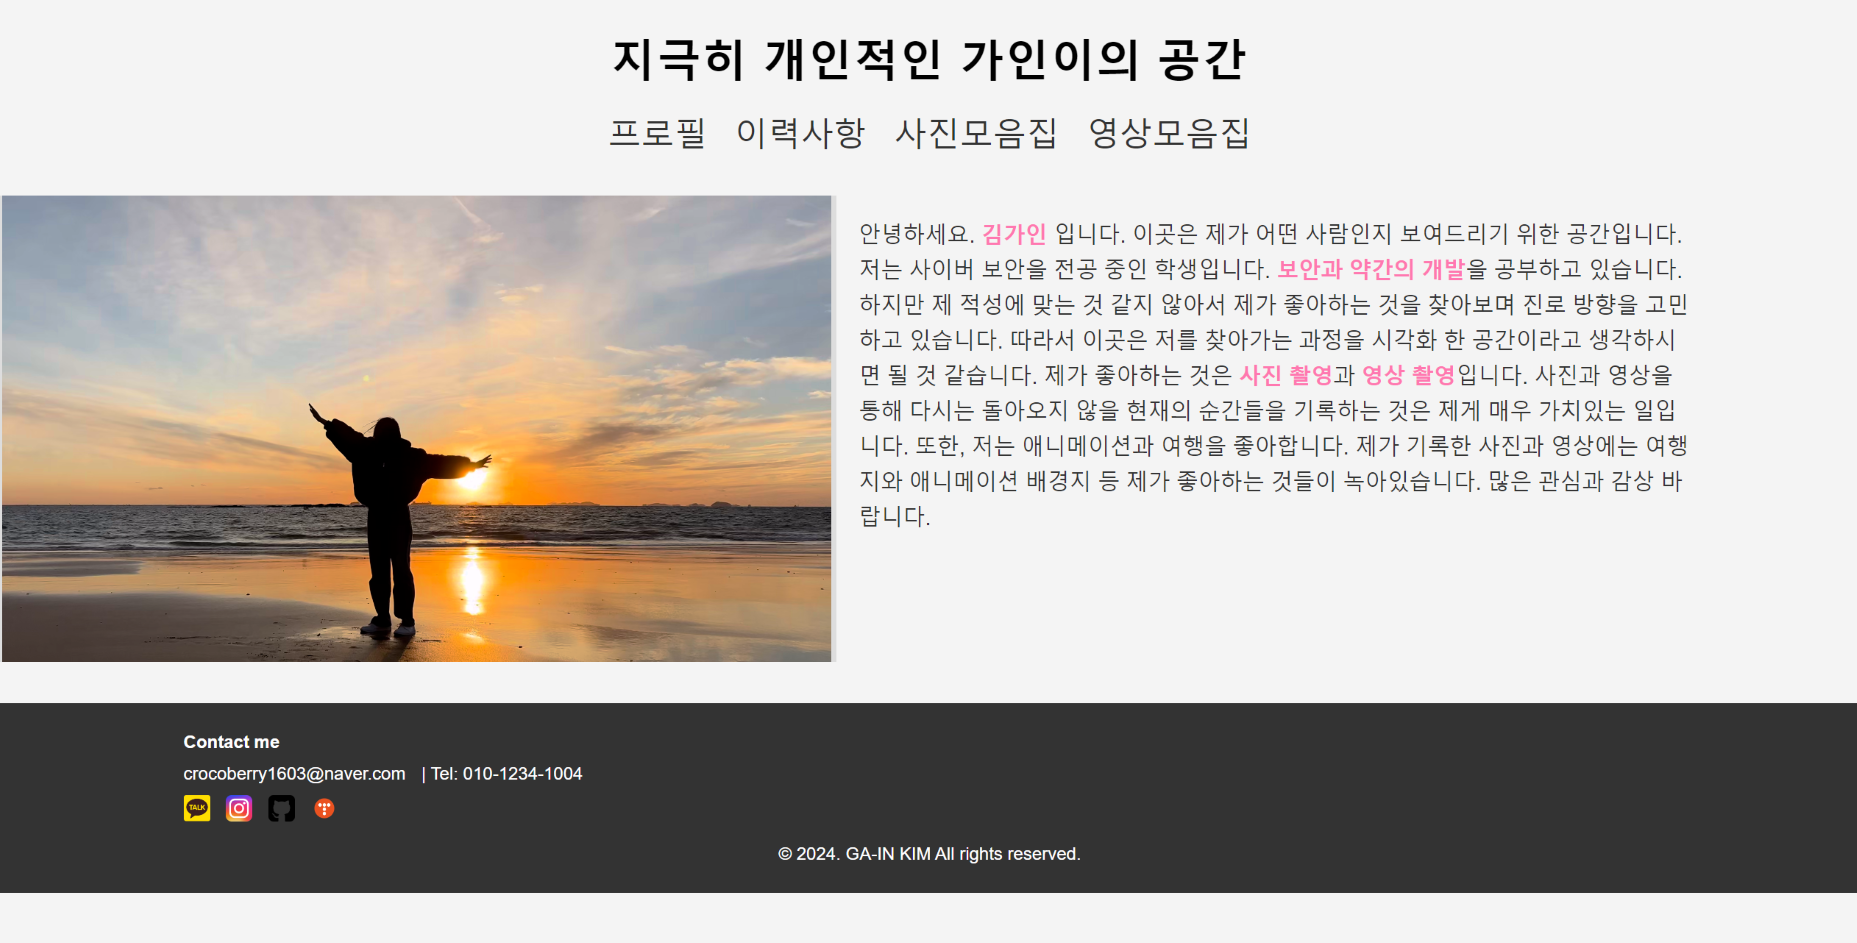 지극히 개인적인 가인이의 공간
프로필 이력사항 사진모음집 영상모음집
안녕하세요. 김가인 입니다. 이곳은 제가 어떤 사람인지 보여드리기 위한 공간입니다.
저는 사이버 보안을 전공 중인 학생입니다. 보안과 약간의 개발을 공부하고 있습니다.
하지만 제 적성에 맞는 것 같지 않아서 제가 좋아하는 것을 찾아보며 진로 방향을 고민
하고 있습니다. 따라서 이곳은 저를 찾아가는 과정을 시각화 한 공간이라고 생각하시
면 될 것 같습니다. 제가 좋아하는 것은 사진 촬영과 영상 촬영입니다. 사진과 영상을
통해 다시는 돌아오지 않을 현재의 순간들을 기록하는 것은 제게 매우 가치있는 일입
니다. 또한, 저는 애니메이션과 여행을 좋아합니다. 제가 기록한 사진과 영상에는 여행
지와 애니메이션 배경지 등 제가 좋아하는 것들이 녹아있습니다. 많은 관심과 감상 바
랍니다.
Contact me
crocoberry1603@naver.com | Tel: 010-1234-1004
TALK
© 2024. GA-IN KIM All rights reserved.